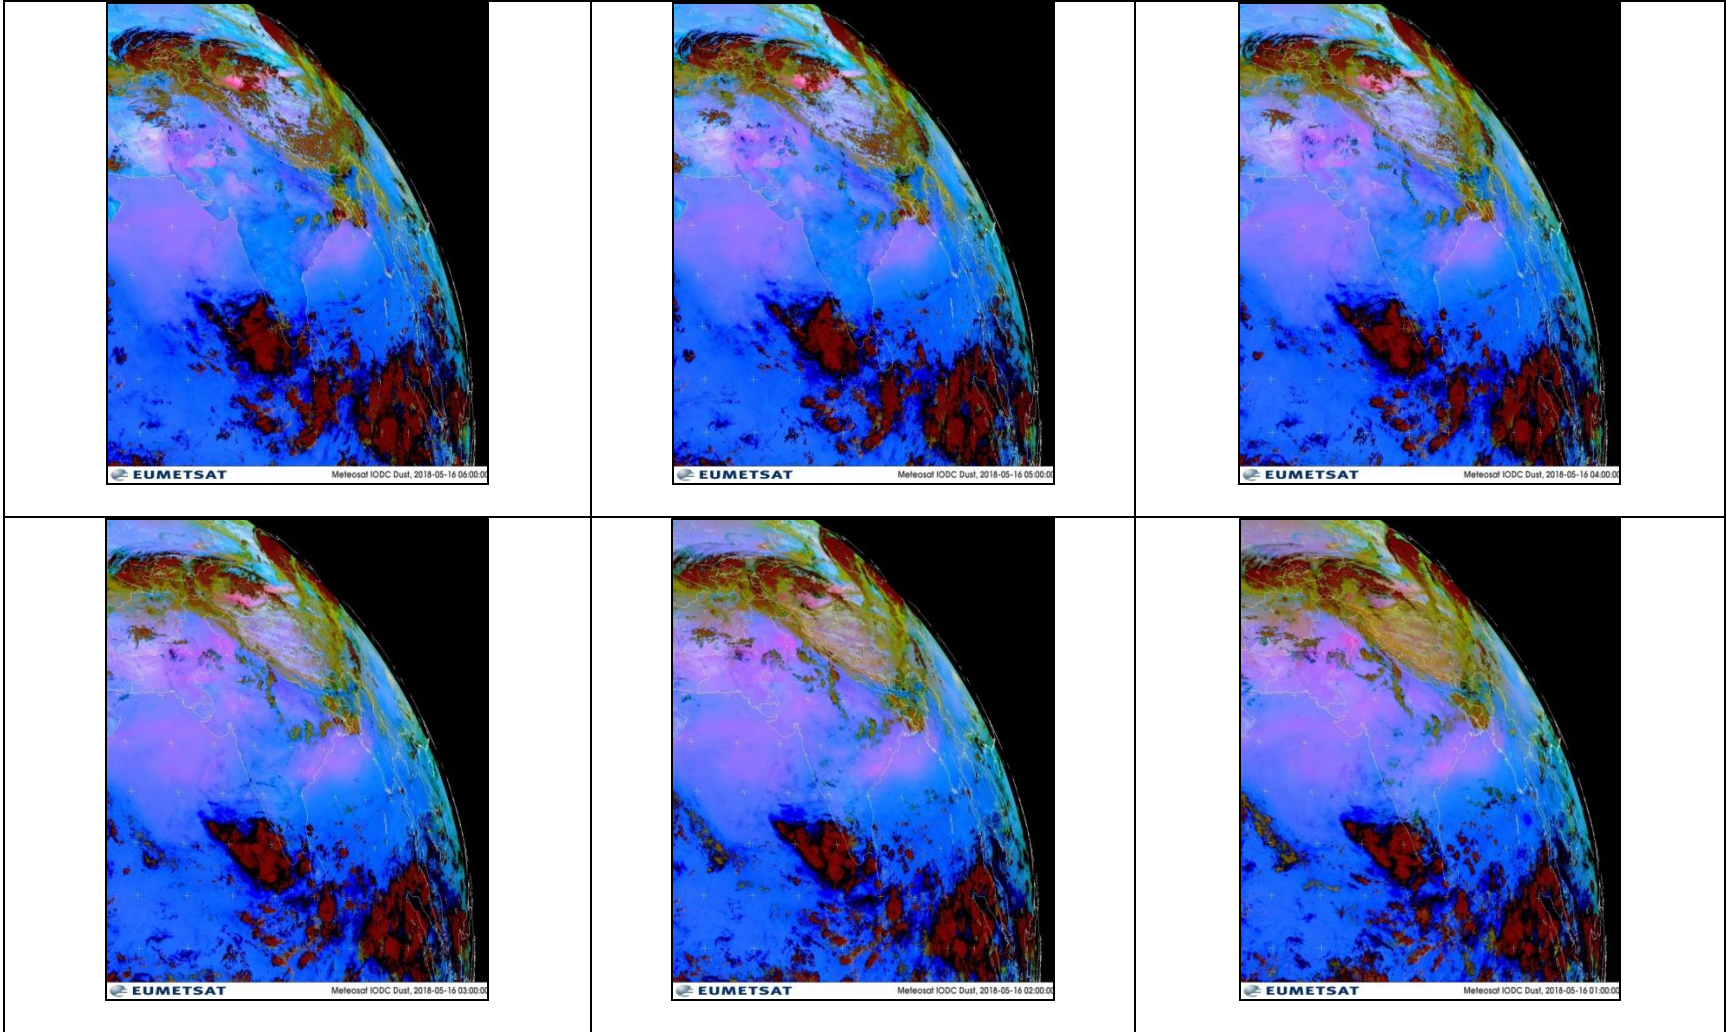 EUMETSAT Meteosat IODC Dust, 2018-05-16 06:00:00
EUMETSAT Meteosat IODC Dust, 2018-05-16 05:00:00
EUMETSAT Meteosat IODC Dust, 2018-05-16 04:00:00
EUMETSAT Meteosat IODC Dust, 2018-05-16 03:00:00
EUMETSAT Meteosat IODC Dust, 2018-05-16 02:00:00
EUMETSAT Meteosat IODC Dust, 2018-05-16 01:00:00